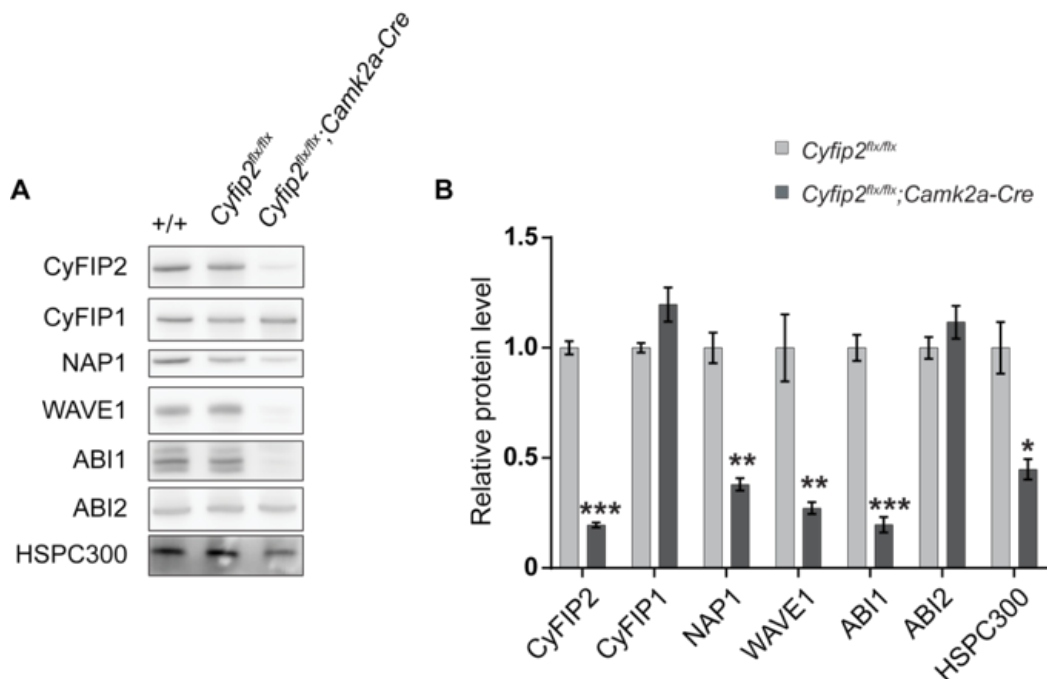 A
+/+
Cyfip2flx/flx
Cyfip2flx/flx;Camk2a-Cre
CyFIP2
CyFIP1
NAP1
WAVE1
ABI1
ABI2
HSPC300
B
Cyfip2flx/flx
Cyfip2flx/flx;Camk2a-Cre
Relative protein level
1.5
1.0
0.5
0
***
**
**
***
*
CyFIP2
CyFIP1
NAP1
WAVE1
ABI1
ABI2
HSPC300